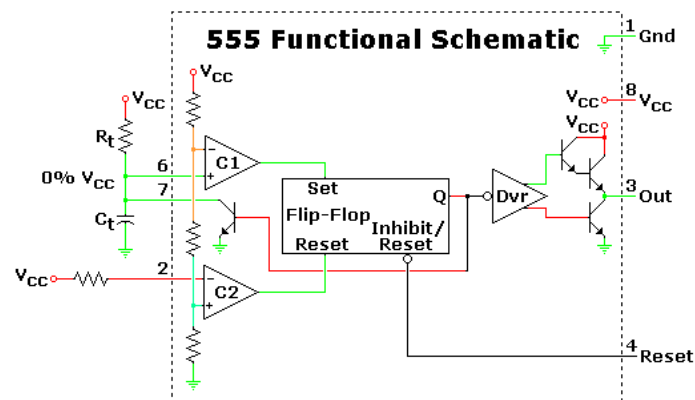 555 Functional Schematic
1 Gnd
VCC
VCC
VCC 8 VCC
VCC
Rt
6
- C1 +
0% VCC
7
Set
Q
Dvr
3 Out
Flip-Flop
Ct
Inhibit/
Reset Reset
VCC 2
- C2 +
4 Reset